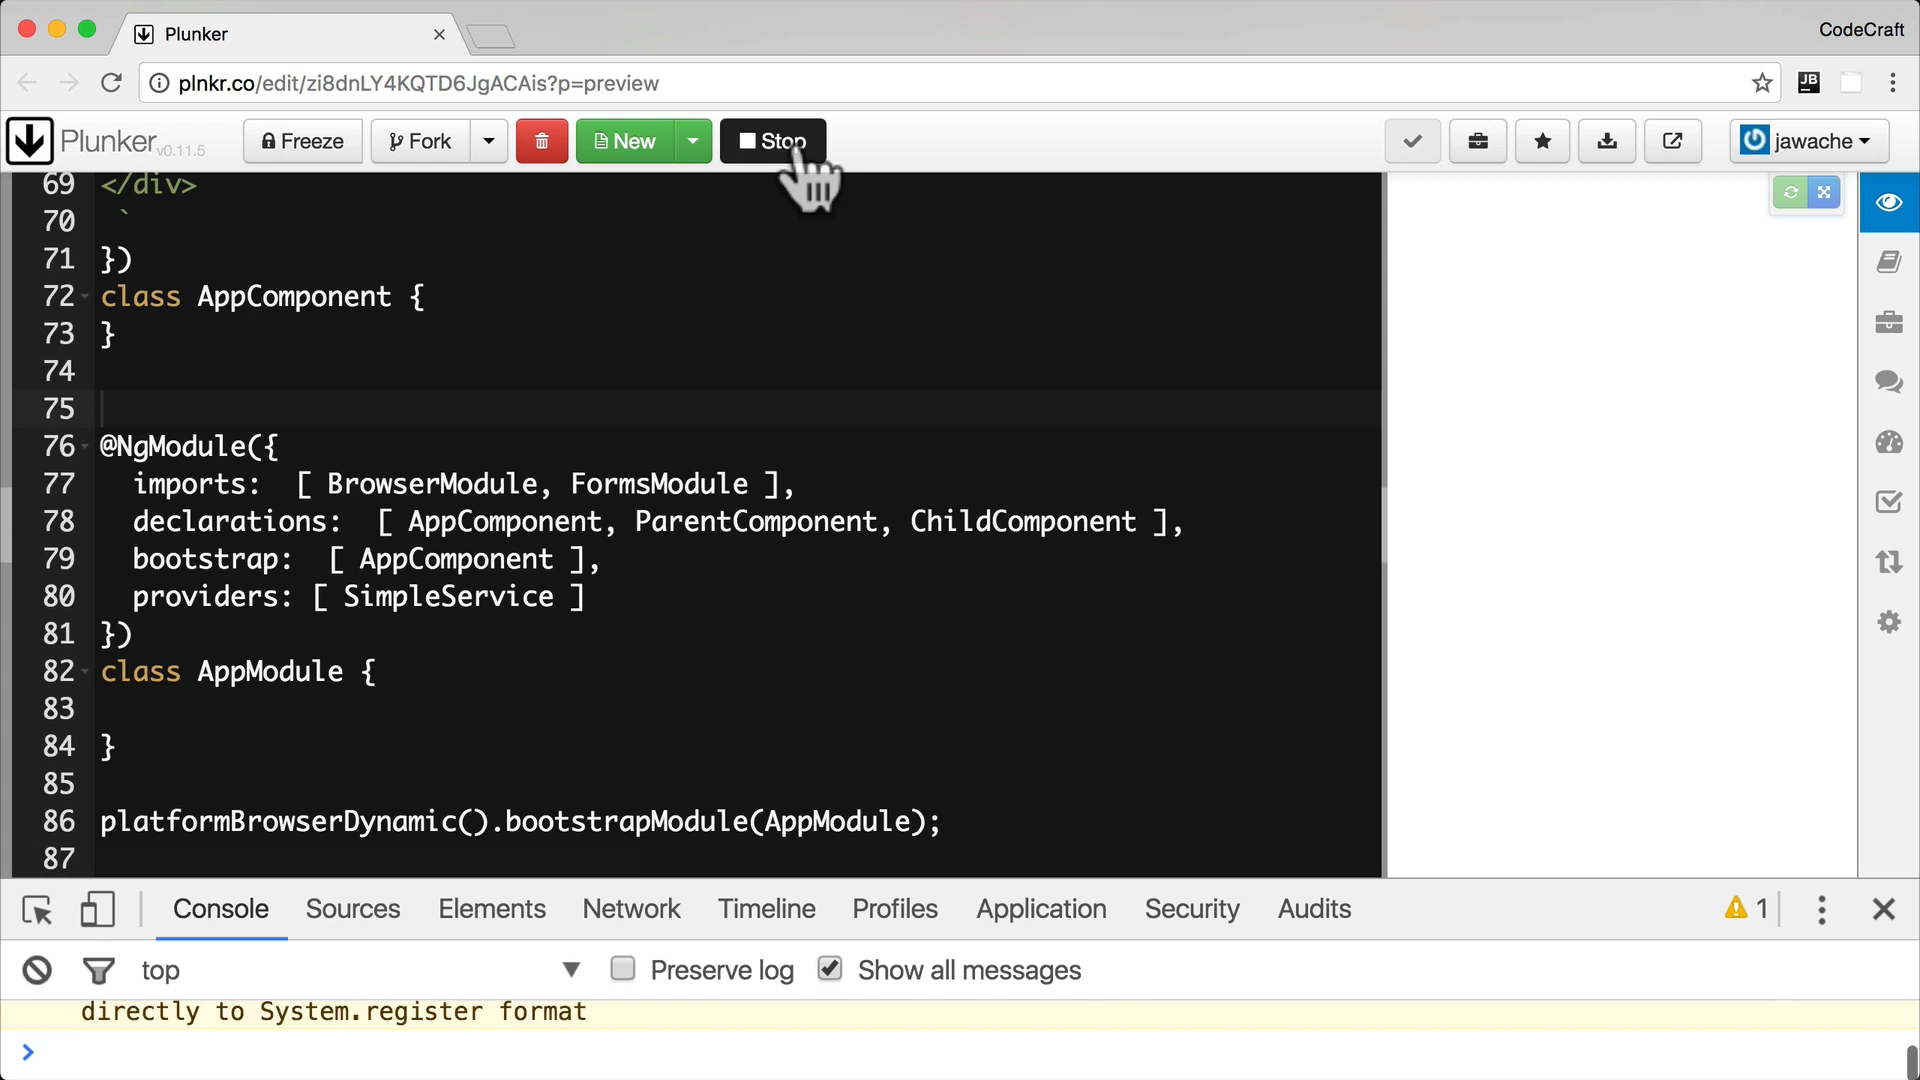 Plunker
CodeCraft
plnkr.co/edit/zi8dnLY4KQTD6JgACAis?p=preview
JB
Plunker v0.11.5
Freeze
Fork
New
Stop
jawache
69 </div>
70 `
71 })
72 class AppComponent {
73 }
74
75
76 @NgModule({
77 imports: [ BrowserModule, FormsModule ],
78 declarations: [ AppComponent, ParentComponent, ChildComponent ],
79 bootstrap: [ AppComponent ],
80 providers: [ SimpleService ]
81 })
82 class AppModule {
83
84 }
85
86 platformBrowserDynamic().bootstrapModule(AppModule);
87
Console Sources Elements Network Timeline Profiles Application Security Audits 1
top Preserve log Show all messages
directly to System.register format